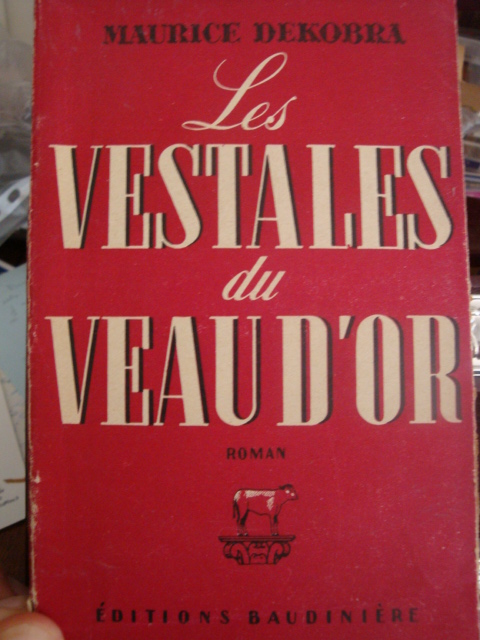 MAURICE DEKOBRA
Les
VESTALES
du
VEAU D'OR
ROMAN
ÉDITIONS BAUDINIÈRE